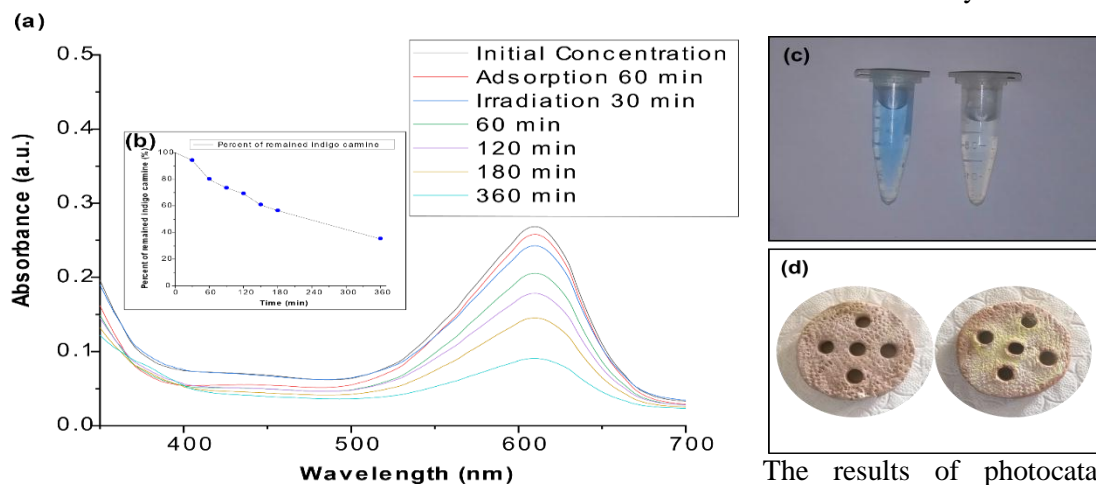 (a)
0.5
0.4
0.3
0.2
0.1
0.0
Absorbance (a.u.)
400
500
600
700
Wavelength (nm)
Initial Concentration
Adsorption 60 min
Irradiation 30 min
60 min
120 min
180 min
360 min
(b)
Percent of remained indigo carmine
100
80
60
40
20
0
Percent of remained indigo carmine (%)
0
60
120
180
240
300
360
Time (min)
(c)
(d)
The results of photocata